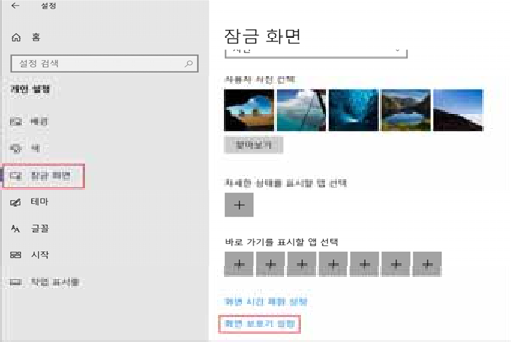 설정
홈
설정 검색
개인 설정
배경
색
잠금 화면
테마
글꼴
시작
작업 표시줄
잠금 화면
사진
사용자 사진 선택
찾아보기
자세한 상태를 표시할 앱 선택
바로 가기를 표시할 앱 선택
화면 시간 제한 설정
화면 보호기 설정